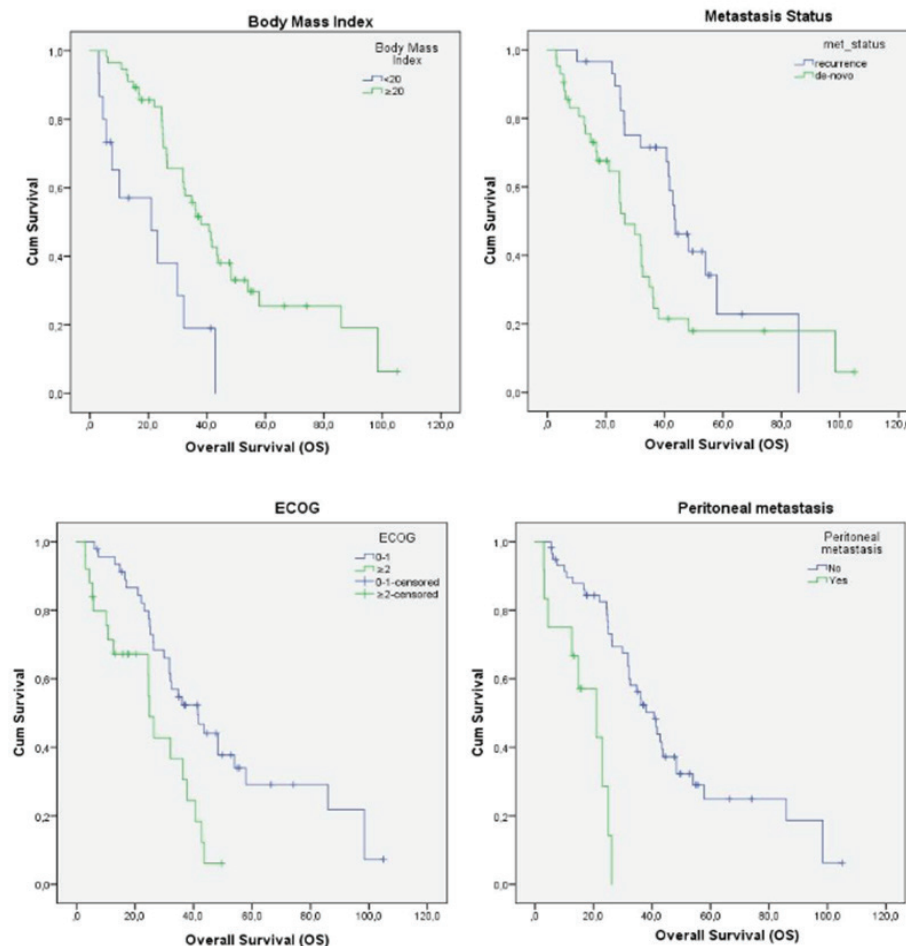 Body Mass Index
Body Mass
Index
<20
≥20
1,0
0,8
0,6
0,4
0,2
0,0
Cum Survival
,0 20,0 40,0 60,0 80,0 100,0 120,0
Overall Survival (OS)
Metastasis Status
met_status
recurrence
de-novo
1,0
0,8
0,6
0,4
0,2
0,0
Cum Survival
,0 20,0 40,0 60,0 80,0 100,0 120,0
Overall Survival (OS)
ECOG
ECOG
0-1
≥2
0-1-censored
≥2-censored
1,0
0,8
0,6
0,4
0,2
0,0
Cum Survival
,0 20,0 40,0 60,0 80,0 100,0 120,0
Overall Survival (OS)
Peritoneal metastasis
Peritoneal
metastasis
No
Yes
1,0
0,8
0,6
0,4
0,2
0,0
Cum Survival
,0 20,0 40,0 60,0 80,0 100,0 120,0
Overall Survival (OS)